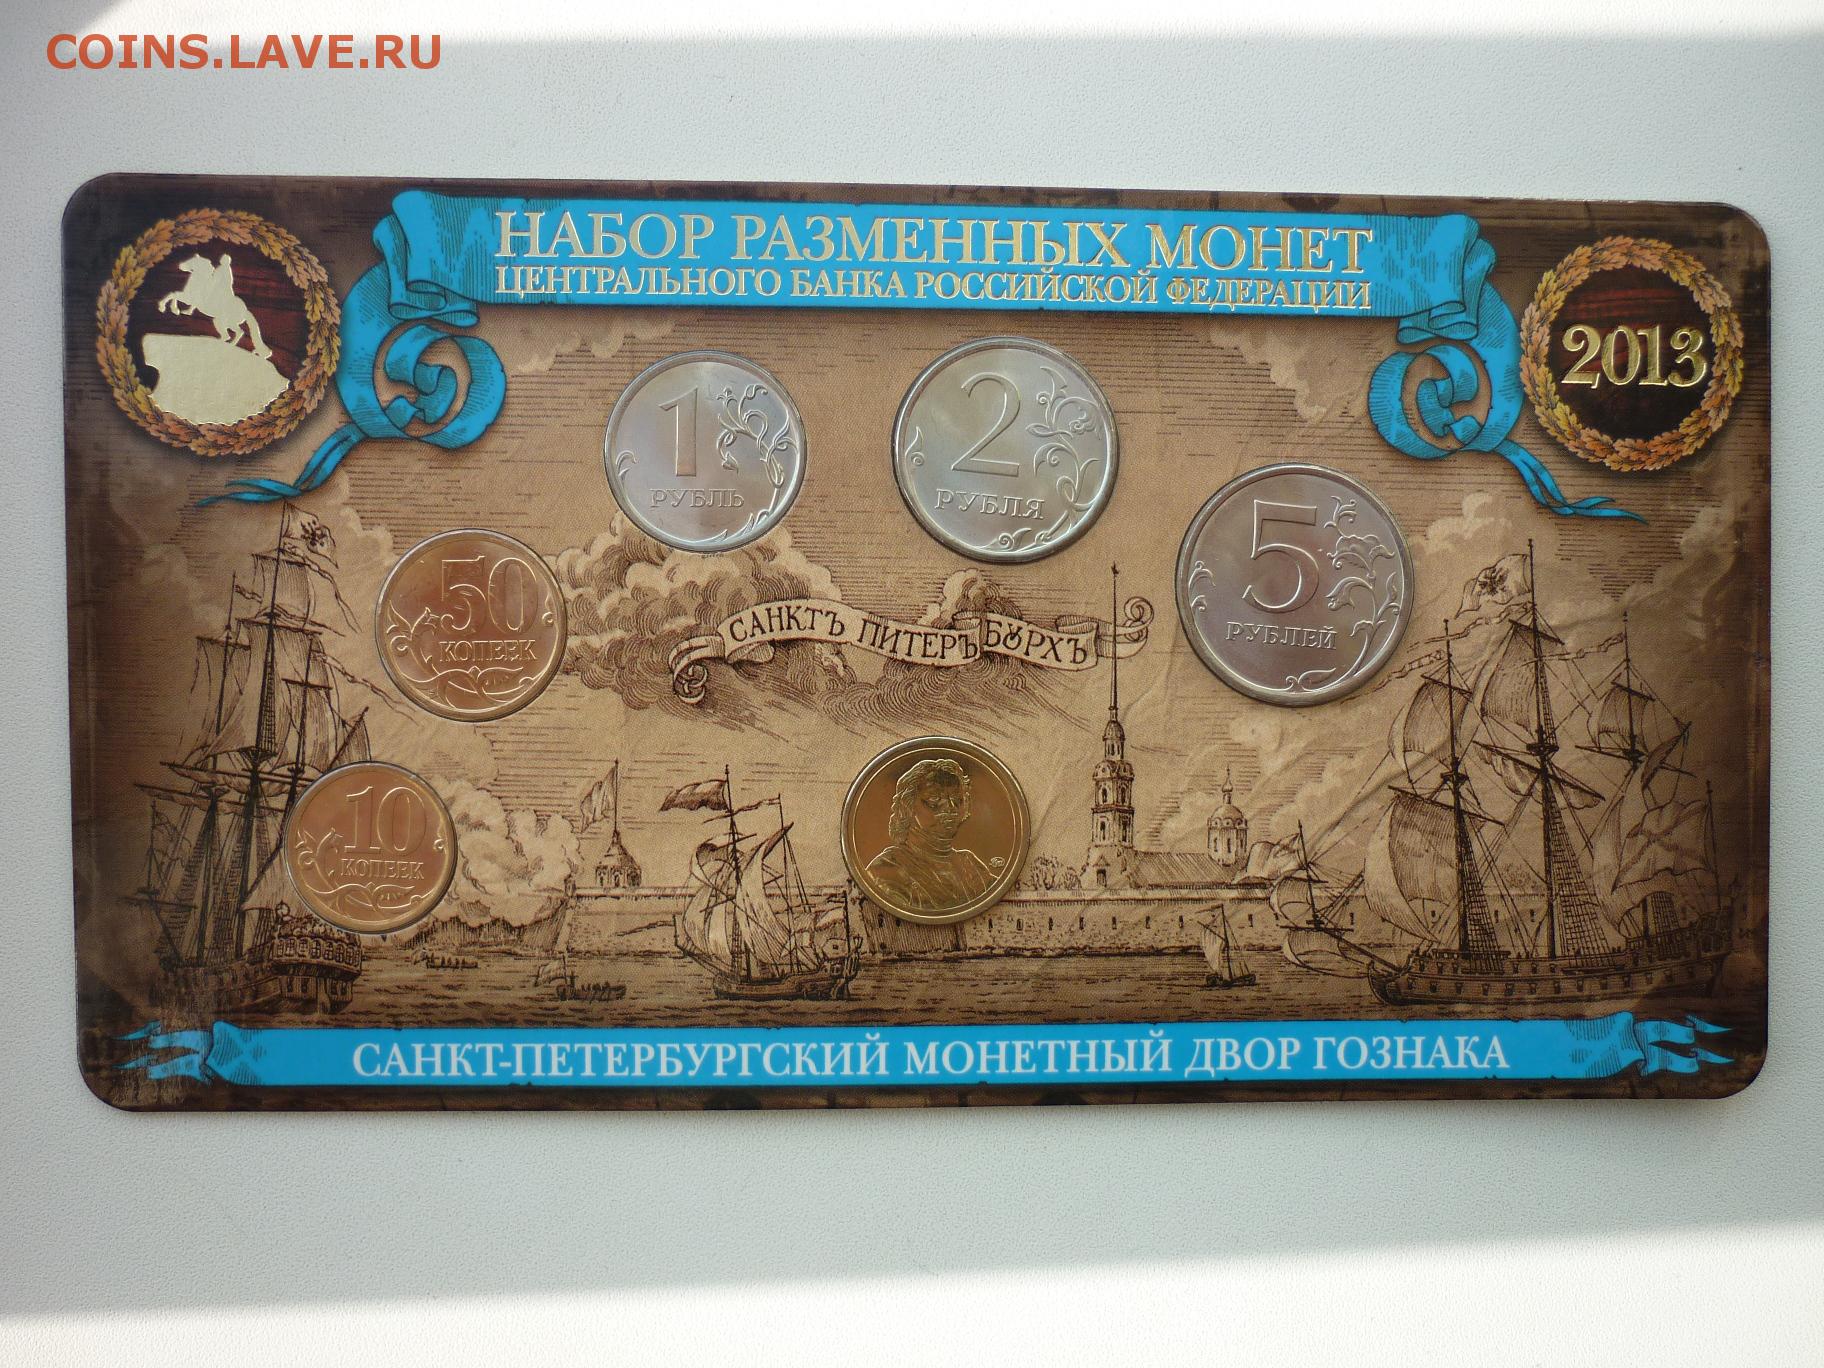 COINS.LAVE.RU
НАБОР РАЗМЕННЫХ МОНЕТ
ЦЕНТРАЛЬНОГО БАНКА РОССИЙСКОЙ ФЕДЕРАЦИИ
2013
1
РУБЛЬ
2
РУБЛЯ
5
РУБЛЕЙ
50
КОПЕЕК
САНКТЪ ПИТЕРЪ БꙊРХЪ
10
КОПЕЕК
САНКТ-ПЕТЕРБУРГСКИЙ МОНЕТНЫЙ ДВОР ГОЗНАКА